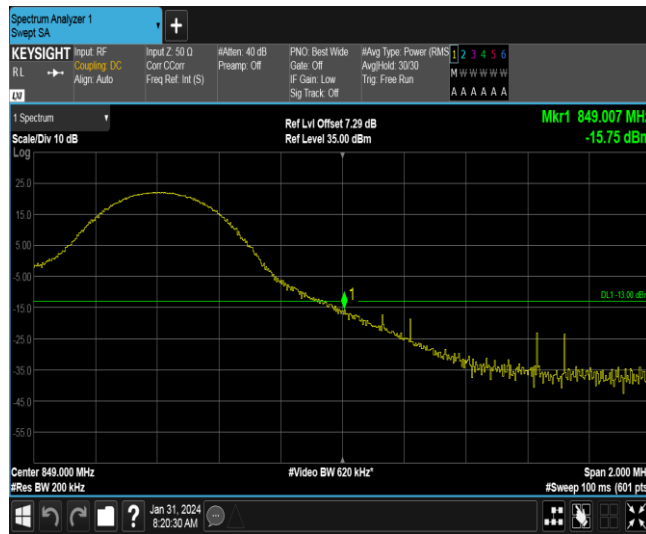 Spectrum Analyzer 1
Swept SA
+
KEYSIGHT
RL
LXI
Input: RF
Coupling: DC
Align: Auto
Input Z: 50 Ω
Corr CCorr
Freq Ref: Int (S)
#Atten: 40 dB
Preamp: Off
PNO: Best Wide
Gate: Off
IF Gain: Low
Sig Track: Off
#Avg Type: Power (RMS
Avg|Hold: 30/30
Trig: Free Run
1 2 3 4 5 6
M W W W W W
A A A A A A
1 Spectrum
Scale/Div 10 dB
Log
Ref Lvl Offset 7.29 dB
Ref Level 35.00 dBm
Mkr1 849.007 MHz
-15.75 dBm
25.0
15.0
5.00
-5.00
-15.0
-25.0
-35.0
-45.0
-55.0
1
DL1 -13.00 dBm
Center 849.000 MHz
#Res BW 200 kHz
#Video BW 620 kHz*
Span 2.000 MHz
#Sweep 100 ms (601 pts)
?
Jan 31, 2024
8:20:30 AM